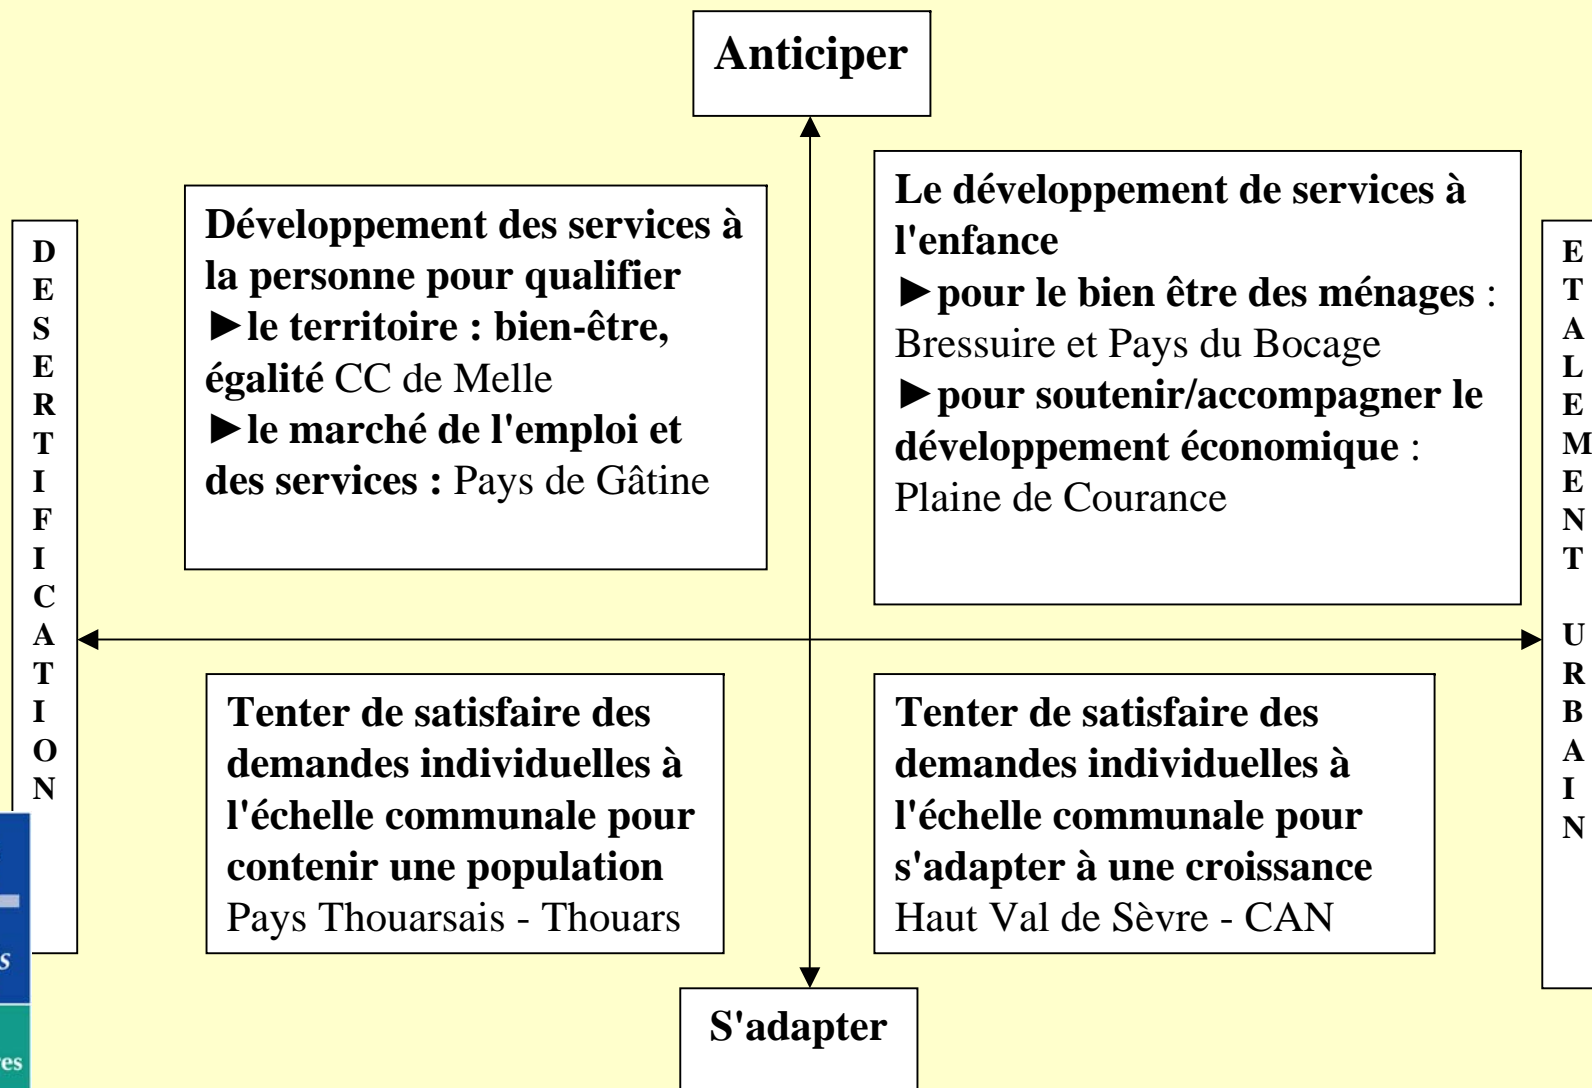 Anticiper
DESERTIFICATION
Développement des services à
la personne pour qualifier
►le territoire : bien-être,
égalité CC de Melle
►le marché de l'emploi et
des services : Pays de Gâtine
Le développement de services à
l'enfance
►pour le bien être des ménages :
Bressuire et Pays du Bocage
►pour soutenir/accompagner le
développement économique :
Plaine de Courance
ETALEMENT URBAIN
Tenter de satisfaire des
demandes individuelles à
l'échelle communale pour
contenir une population
Pays Thouarsais - Thouars
Tenter de satisfaire des
demandes individuelles à
l'échelle communale pour
s'adapter à une croissance
Haut Val de Sèvre - CAN
S'adapter